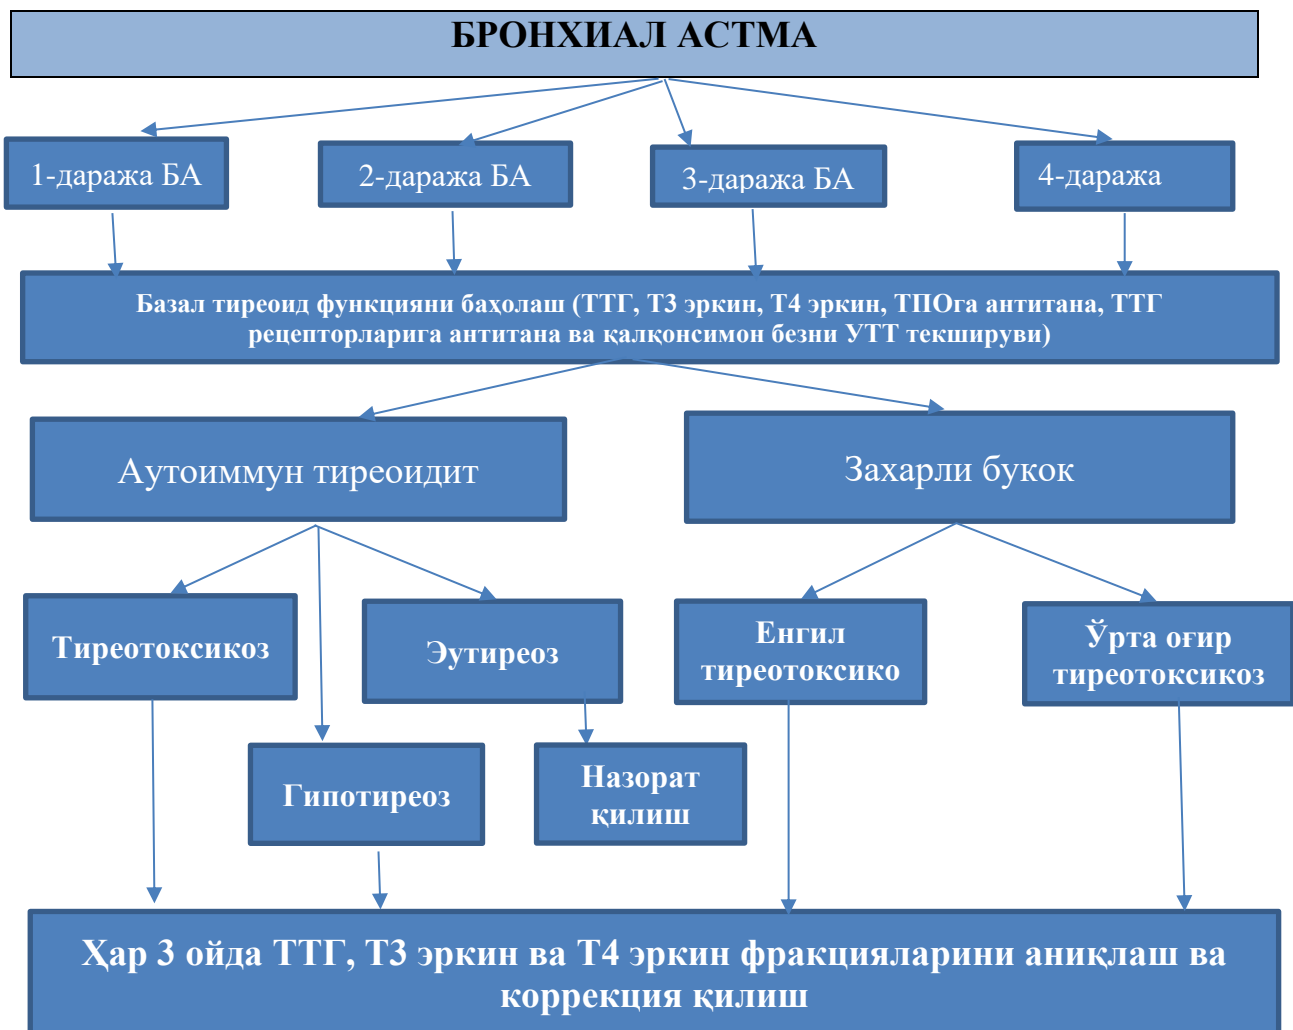 БРОНХИАЛ АСТМА
1-даража БА
2-даража БА
3-даража БА
4-даража
Базал тиреоид функцияни баҳолаш (ТТГ, Т3 эркин, Т4 эркин, ТПОга антитана, ТТГ
рецепторларига антитана ва қалқонсимон безни УТТ текшируви)
Аутоиммун тиреоидит
Захарли букок
Тиреотоксикоз
Эутиреоз
Енгил
тиреотоксико
Ўрта оғир
тиреотоксикоз
Гипотиреоз
Назорат
қилиш
Ҳар 3 ойда ТТГ, Т3 эркин ва Т4 эркин фракцияларини аниқлаш ва
коррекция қилиш